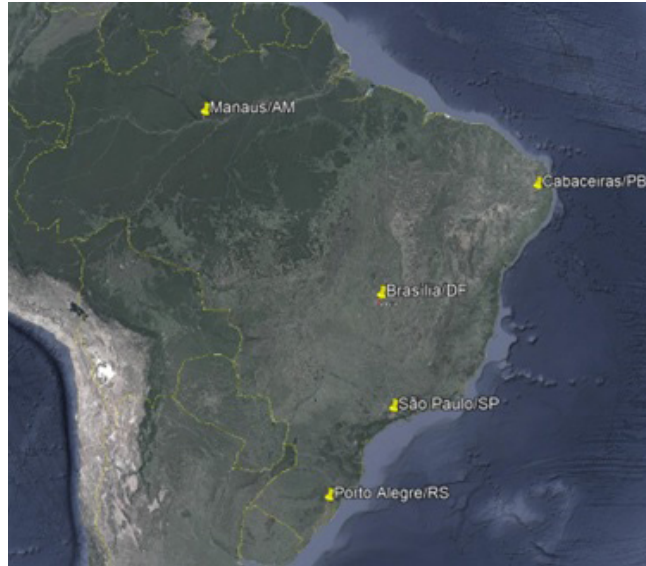 Manaus/AM
Cabaceiras/PB
Brasília/DF
São Paulo/SP
Porto Alegre/RS